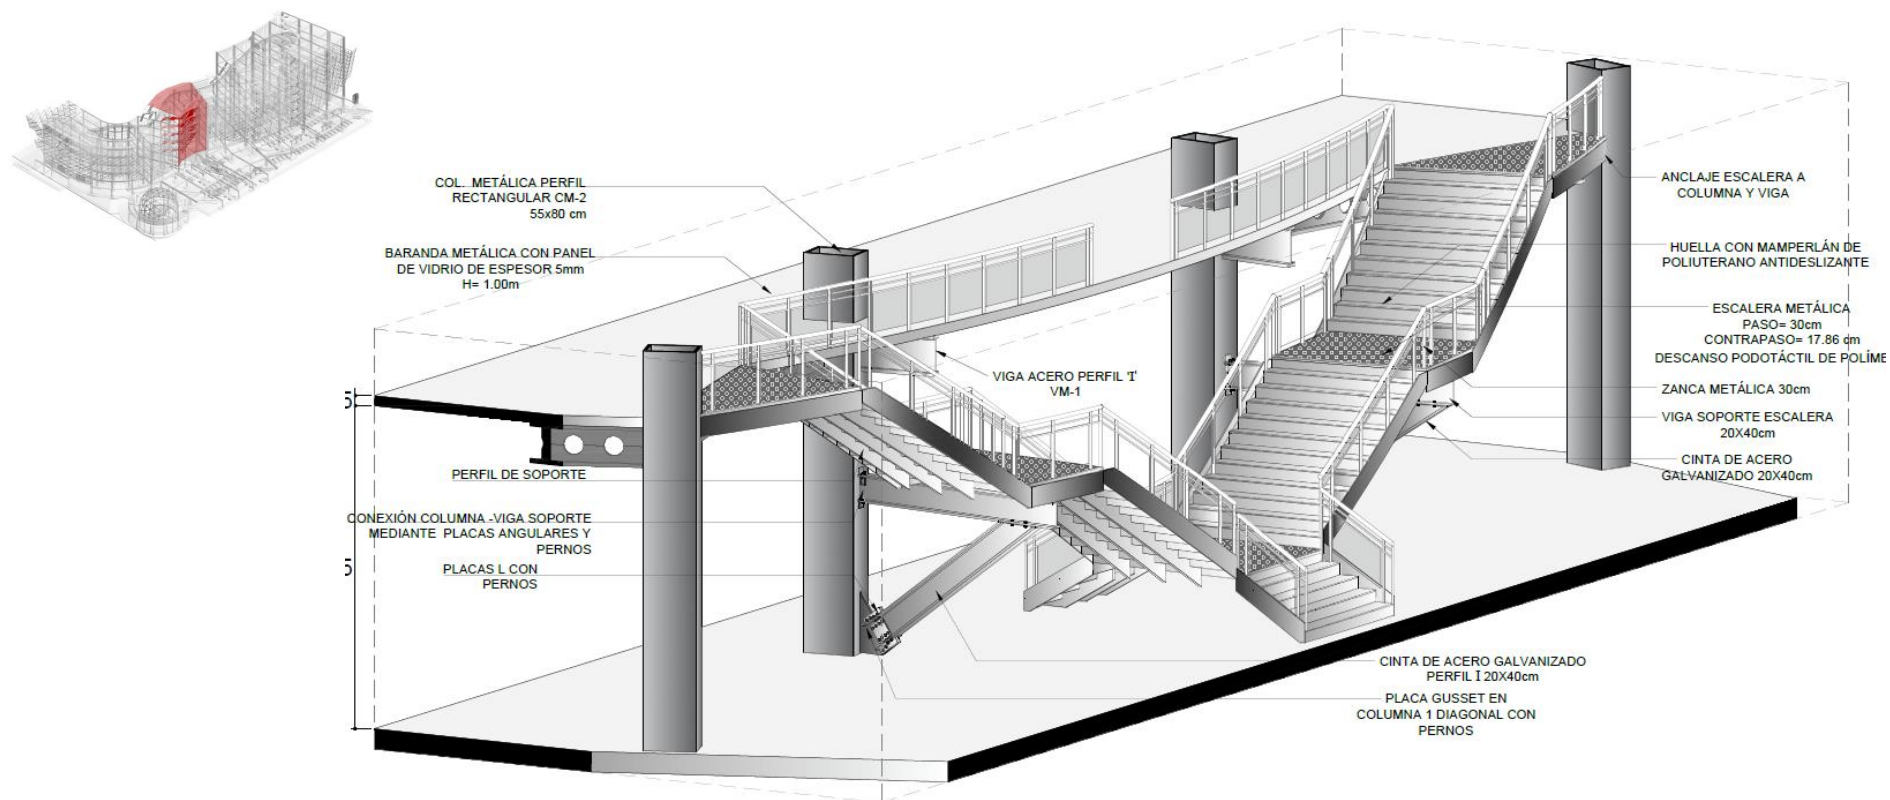 COL. METÁLICA PERFIL
RECTANGULAR CM-2
55x80 cm
BARANDA METÁLICA CON PANEL
DE VIDRIO DE ESPESOR 5mm
H= 1.00m
VIGA ACERO PERFIL 'I'
VM-1
PERFIL DE SOPORTE
CONEXIÓN COLUMNA -VIGA SOPORTE
MEDIANTE PLACAS ANGULARES Y
PERNOS
PLACAS L CON
PERNOS
ANCLAJE ESCALERA A
COLUMNA Y VIGA
HUELLA CON MAMPERLÁN DE
POLIUTERANO ANTIDESLIZANTE
ESCALERA METÁLICA
PASO= 30cm
CONTRAPASO= 17.86 cm
DESCANSO PODOTÁCTIL DE POLÍME
ZANCA METÁLICA 30cm
VIGA SOPORTE ESCALERA
20X40cm
CINTA DE ACERO
GALVANIZADO 20X40cm
CINTA DE ACERO GALVANIZADO
PERFIL I 20X40cm
PLACA GUSSET EN
COLUMNA 1 DIAGONAL CON
PERNOS